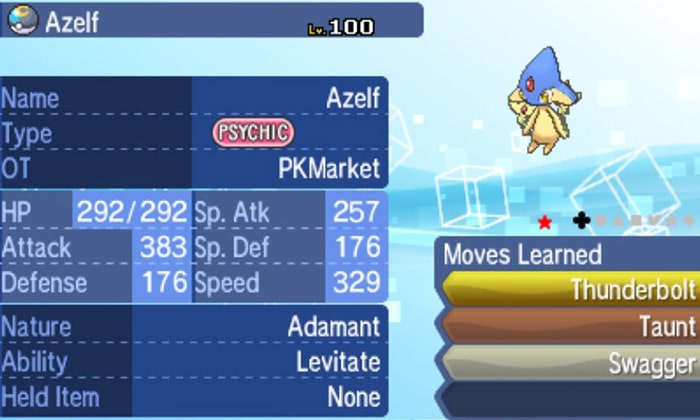 Azelf Lv. 100
Name Azelf
Type PSYCHIC
OT PKMarket
HP 292/292 Sp. Atk 257
Attack 383 Sp. Def 176
Defense 176 Speed 329
Nature Adamant
Ability Levitate
Held Item None
Moves Learned
Thunderbolt
Taunt
Swagger